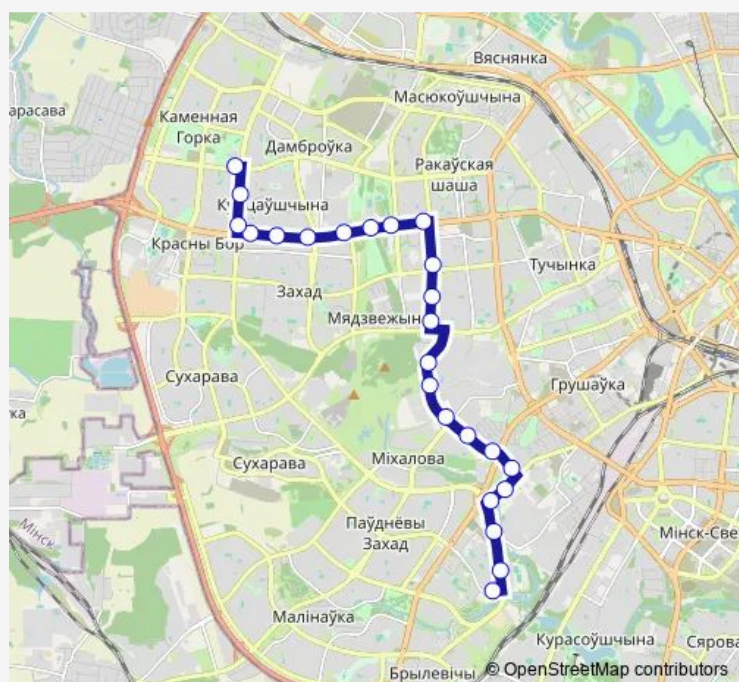 Вяснянка
арасава
Масюкоўшчына
Каменная
Горка
Дамброўка
Ракаўская
шаша
Красны Бор
Тучынка
Захад
Сухарава
Грушаўка
Сухарава
Міхалова
Паўднёвы
Захад
Мінск
Мінск-Све
Малінаўка
Курасоўшчына
Сярова
Брылевічы
© OpenStreetMap contributors